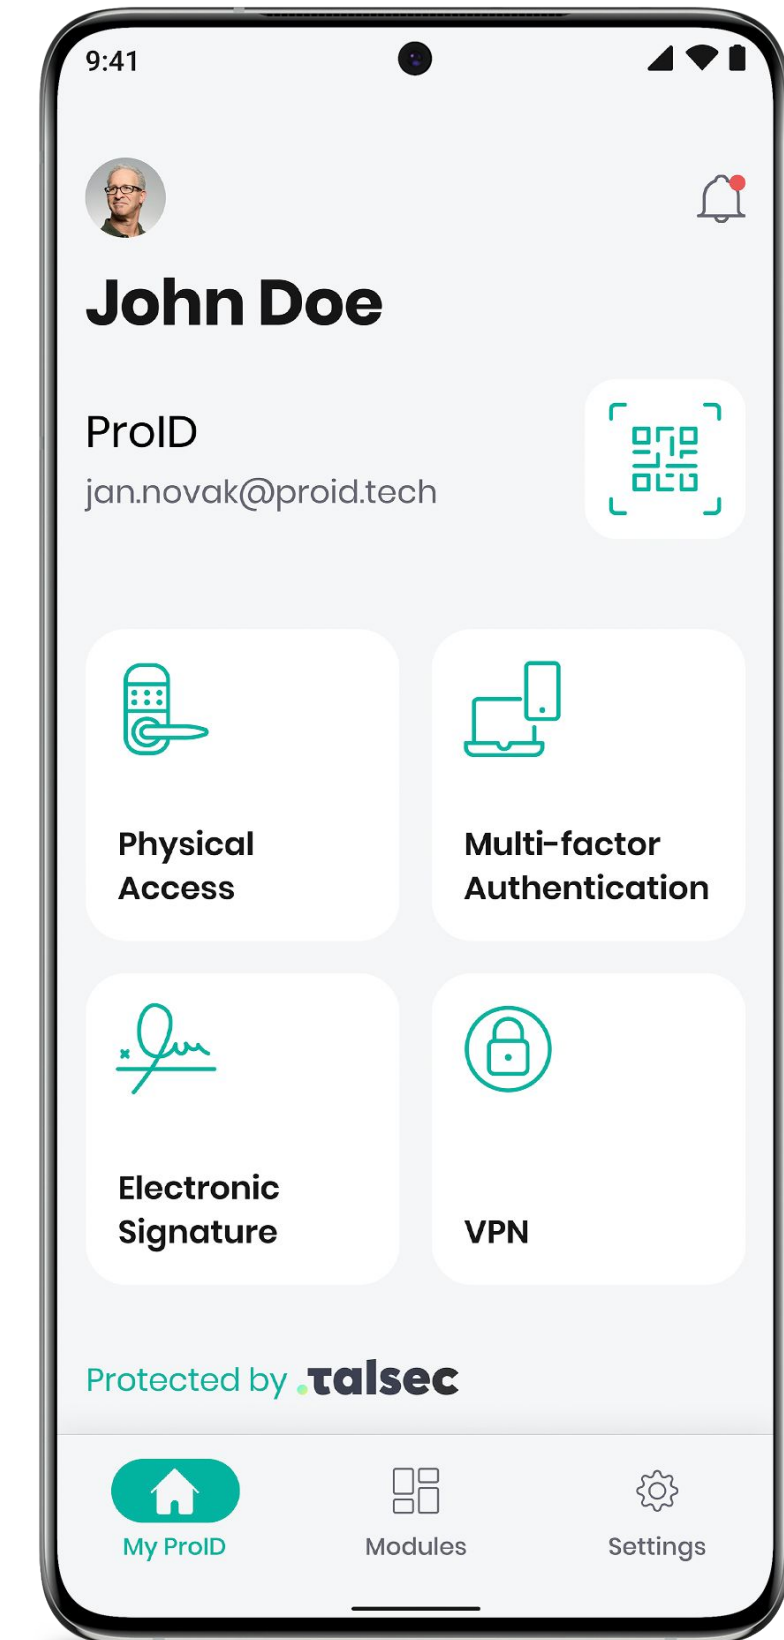 9:41
John Doe
ProID
jan.novak@proid.tech
Physical
Access
Multi-factor
Authentication
Electronic
Signature
VPN
Protected by .talsec
My ProID
Modules
Settings